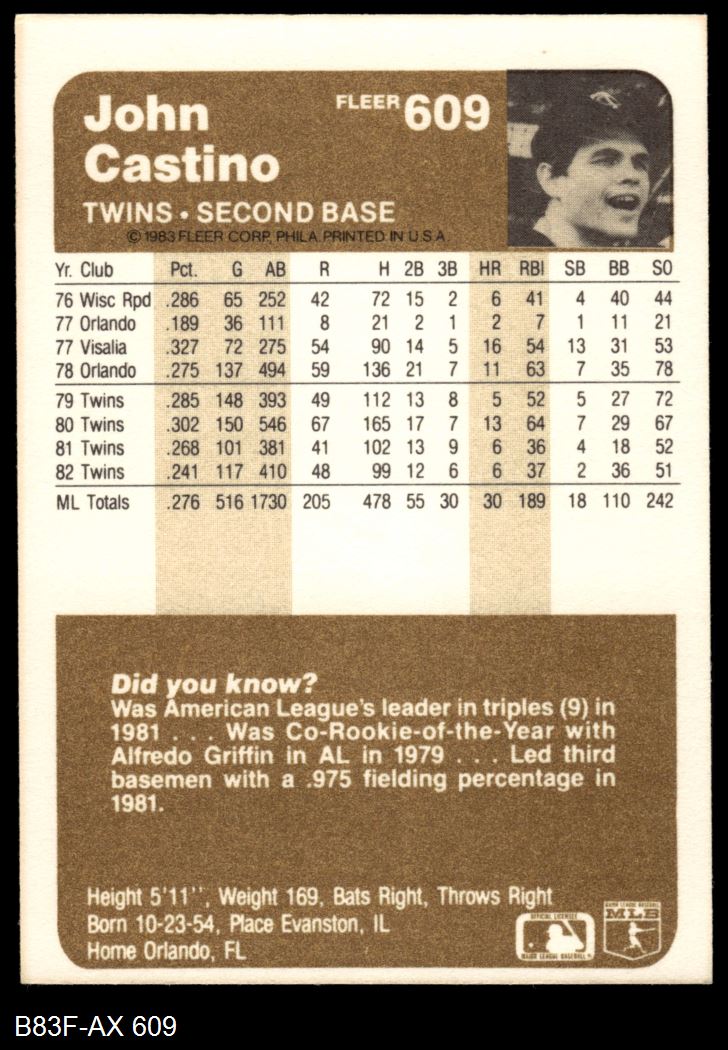 John
Castino
FLEER 609
TWINS • SECOND BASE
© 1983 FLEER CORP. PHILA. PRINTED IN U.S.A.
Yr. Club Pct. G AB R H 2B 3B HR RBI SB BB SO
76 Wisc Rpd .286 65 252 42 72 15 2 6 41 4 40 44
77 Orlando .189 36 111 8 21 2 1 2 7 1 11 21
77 Visalia .327 72 275 54 90 14 5 16 54 13 31 53
78 Orlando .275 137 494 59 136 21 7 11 63 7 35 78
79 Twins .285 148 393 49 112 13 8 5 52 5 27 72
80 Twins .302 150 546 67 165 17 7 13 64 7 29 67
81 Twins .268 101 381 41 102 13 9 6 36 4 18 52
82 Twins .241 117 410 48 99 12 6 6 37 2 36 51
ML Totals .276 516 1730 205 478 55 30 30 189 18 110 242
Did you know?
Was American League's leader in triples (9) in
1981 . . . Was Co-Rookie-of-the-Year with
Alfredo Griffin in AL in 1979 . . . Led third
basemen with a .975 fielding percentage in
1981.
Height 5'11'', Weight 169, Bats Right, Throws Right
Born 10-23-54, Place Evanston, IL
Home Orlando, FL
OFFICIAL LICENSEE
MAJOR LEAGUE BASEBALL
MLB
B83F-AX 609